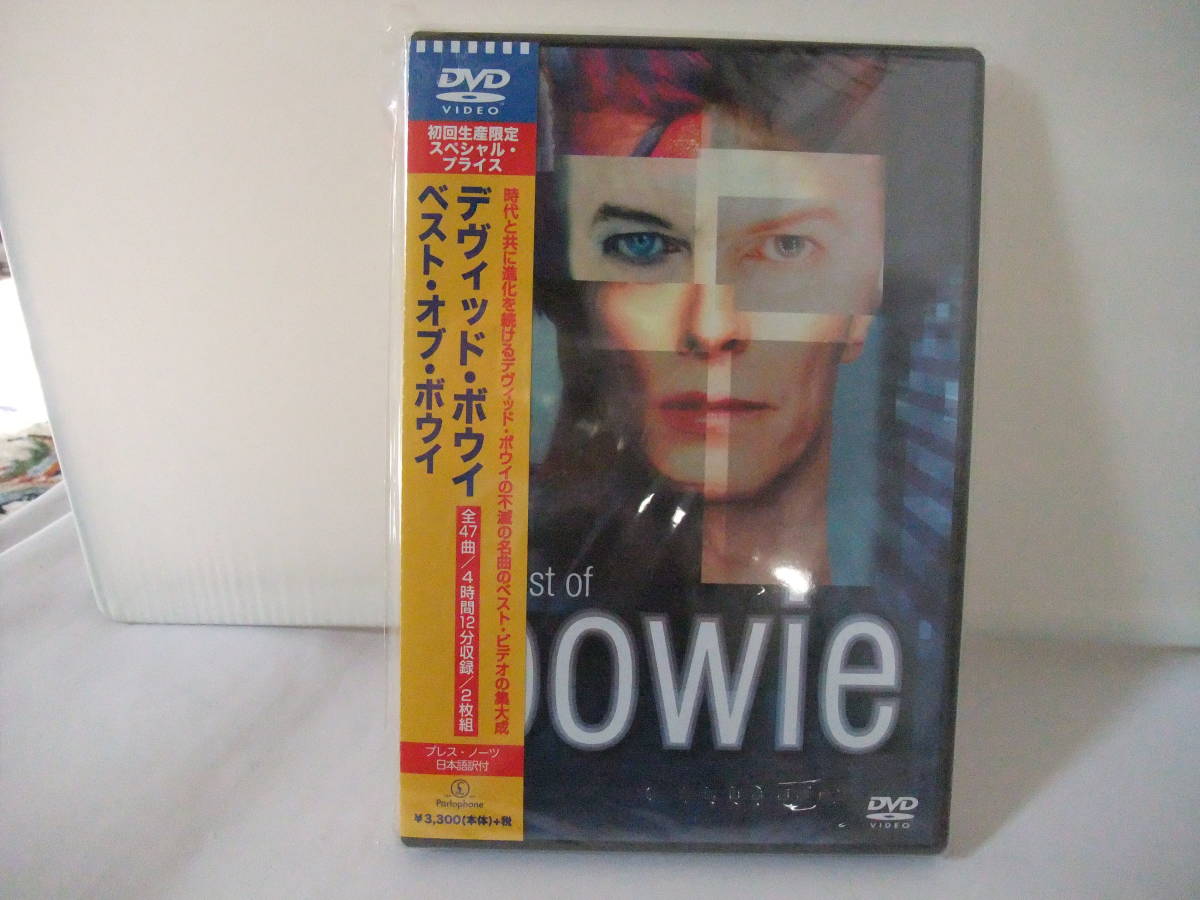 DVD
VIDEO
初回生産限定
スペシャル・
プライス
時代と共に進化を続けるデヴィッド・ボウイの不滅の名曲のベスト・ビデオの集大成
デヴィッド・ボウイ
ベスト・オブ・ボウイ
全47曲/4時間12分収録/2枚組
プレス・ノーツ
日本語訳付
Parlophone
¥3,300(本体)+税
st of
bowie
DVD
VIDEO